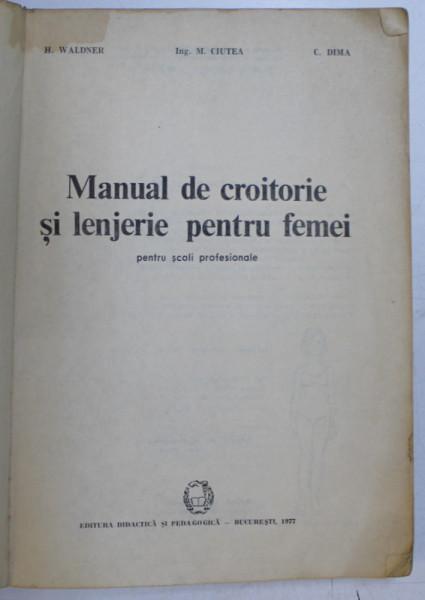 H. WALDNER Ing. M. CIUTEA C. DIMA
Manual de croitorie
și lenjerie pentru femei
pentru școli profesionale
EDITURA DIDACTICĂ ȘI PEDAGOGICĂ – BUCUREȘTI, 1977